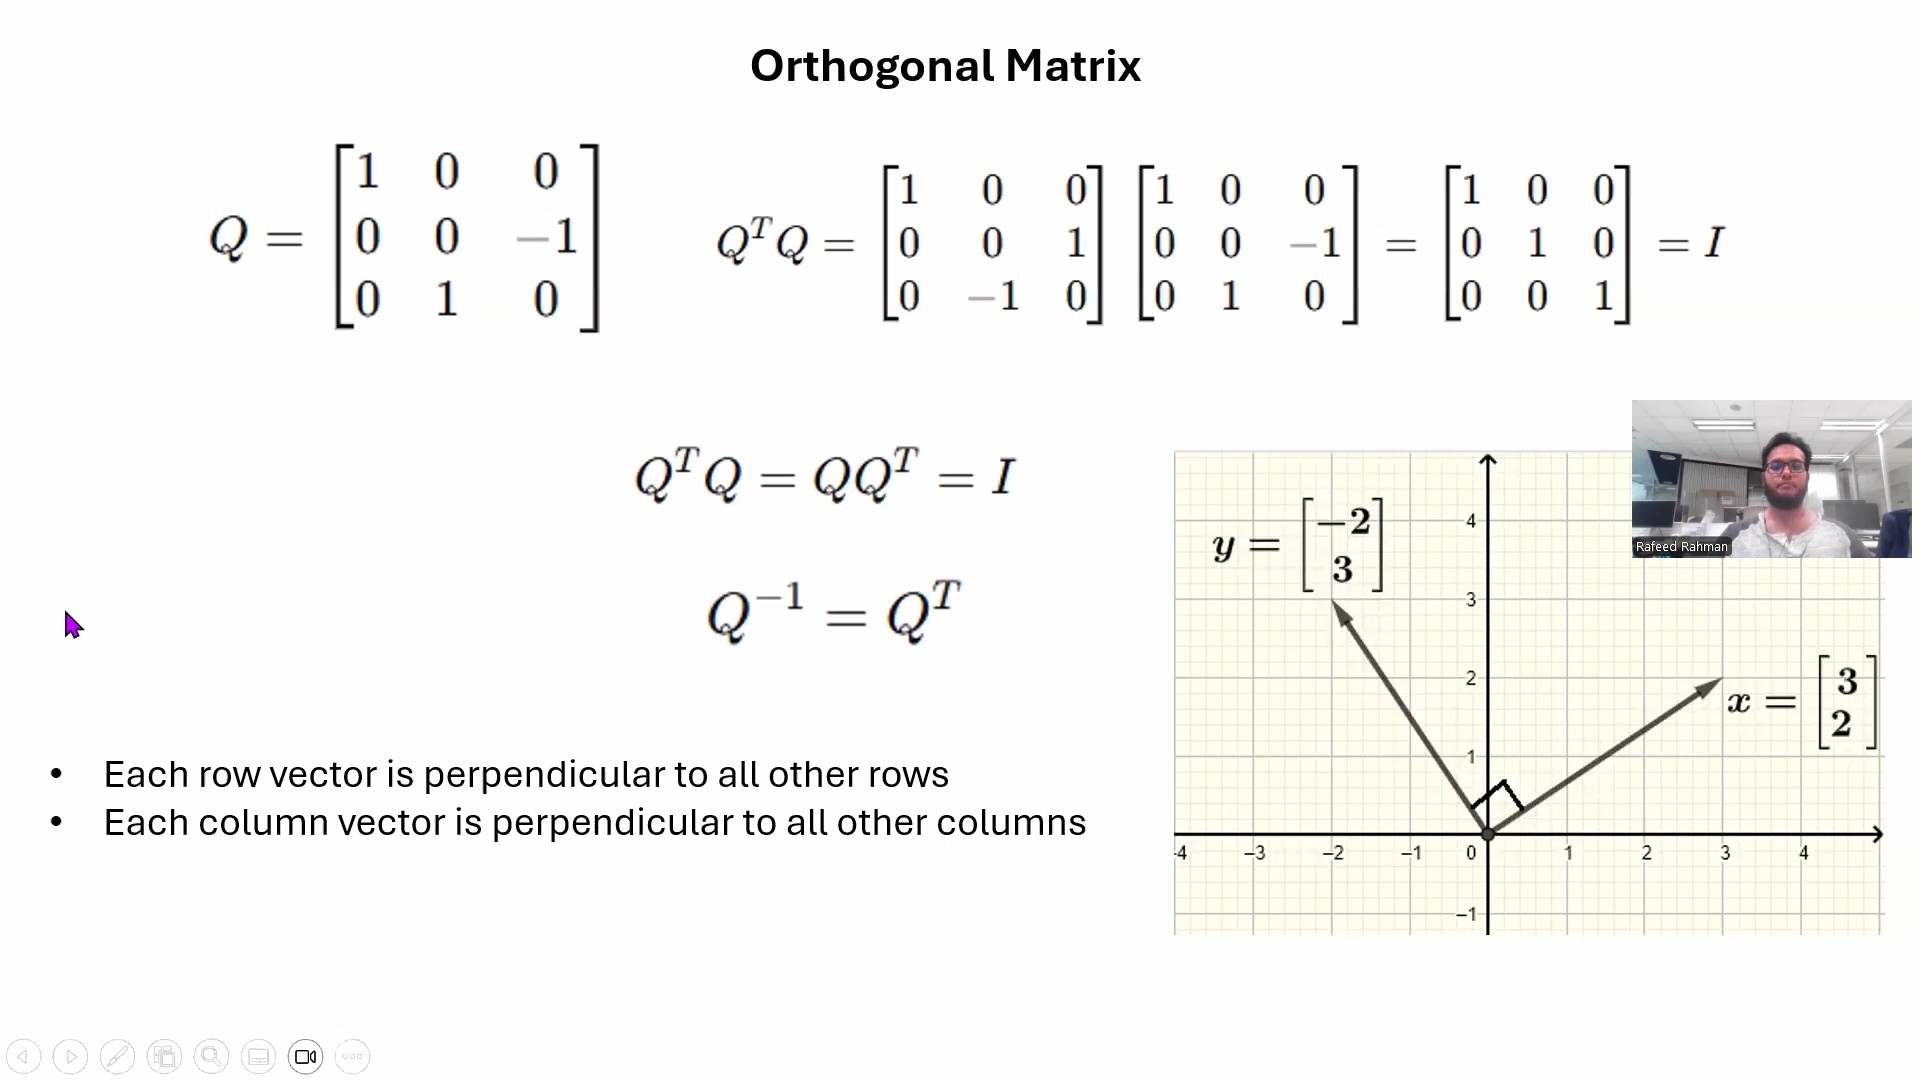 Orthogonal Matrix
Q = [1 0 0
0 0 −1
0 1 0]
QᵀQ = [1 0 0
0 0 1
0 −1 0] [1 0 0
0 0 −1
0 1 0] = [1 0 0
0 1 0
0 0 1] = I
QᵀQ = QQᵀ = I
Q⁻¹ = Qᵀ
• Each row vector is perpendicular to all other rows
• Each column vector is perpendicular to all other columns
y = [−2
3]
x = [3
2]
4
3
2
1
-4 −3 −2 −1 0 1 2 3 4
−1
Rafeed Rahman